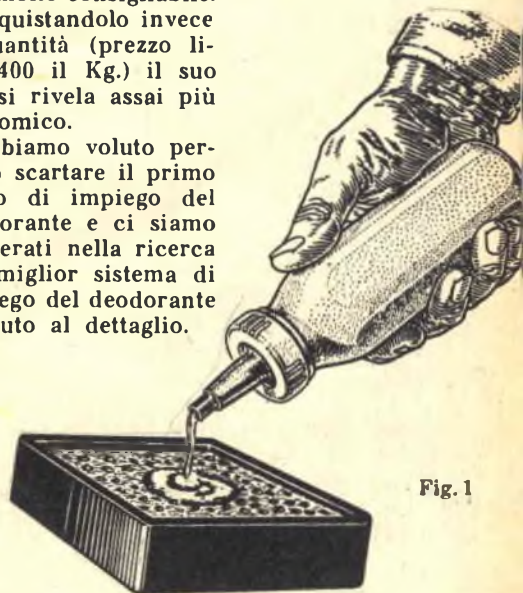 quistandolo invece
uantità (prezzo li-
400 il Kg.) il suo
si rivela assai più
omico.
biamo voluto per-
o scartare il primo
o di impiego del
orante e ci siamo
erati nella ricerca
miglior sistema di
ego del deodorante
uto al dettaglio.
Fig. 1